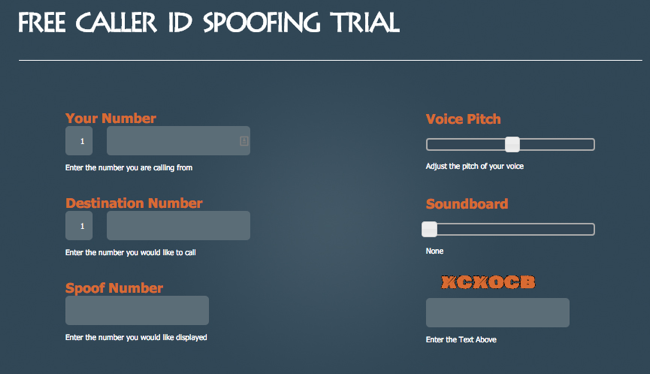 FREE CALLER ID SPOOFING TRIAL
Your Number
1
Enter the number you are calling from
Destination Number
1
Enter the number you would like to call
Spoof Number
Enter the number you would like displayed
Voice Pitch
Adjust the pitch of your voice
Soundboard
None
XCXOCB
Enter the Text Above